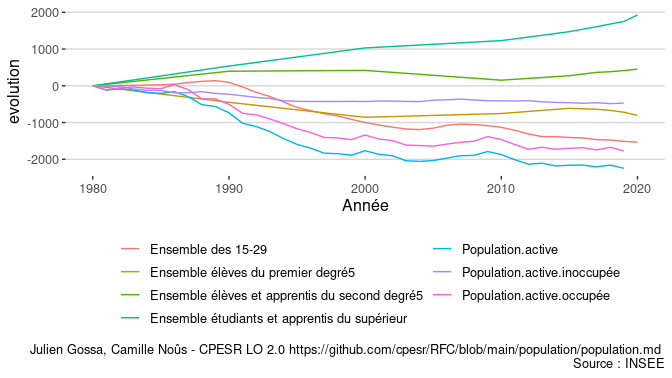 2000
1000
0
-1000
-2000
evolution
1980
1990
2000
2010
2020
Année
Ensemble des 15-29
Ensemble élèves du premier degré5
Ensemble élèves et apprentis du second degré5
Ensemble étudiants et apprentis du supérieur
Population.active
Population.active.inoccupée
Population.active.occupée
Julien Gossa, Camille Noûs - CPESR LO 2.0 https://github.com/cpesr/RFC/blob/main/population/population.md
Source : INSEE